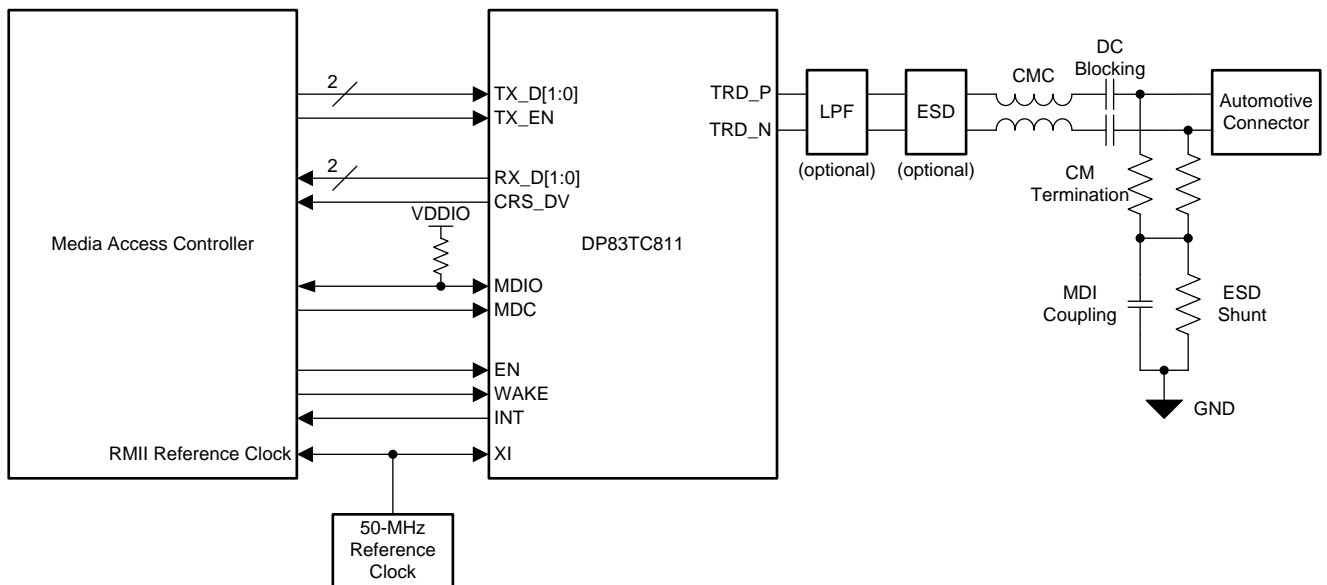 Media Access Controller
RMII Reference Clock
2
2
VDDIO
50-MHz
Reference
Clock
TX_D[1:0]
TX_EN
RX_D[1:0]
CRS_DV
MDIO
MDC
EN
WAKE
INT
XI
DP83TC811
TRD_P
TRD_N
LPF
(optional)
ESD
(optional)
CMC
DC
Blocking
Automotive
Connector
CM
Termination
MDI
Coupling
ESD
Shunt
GND